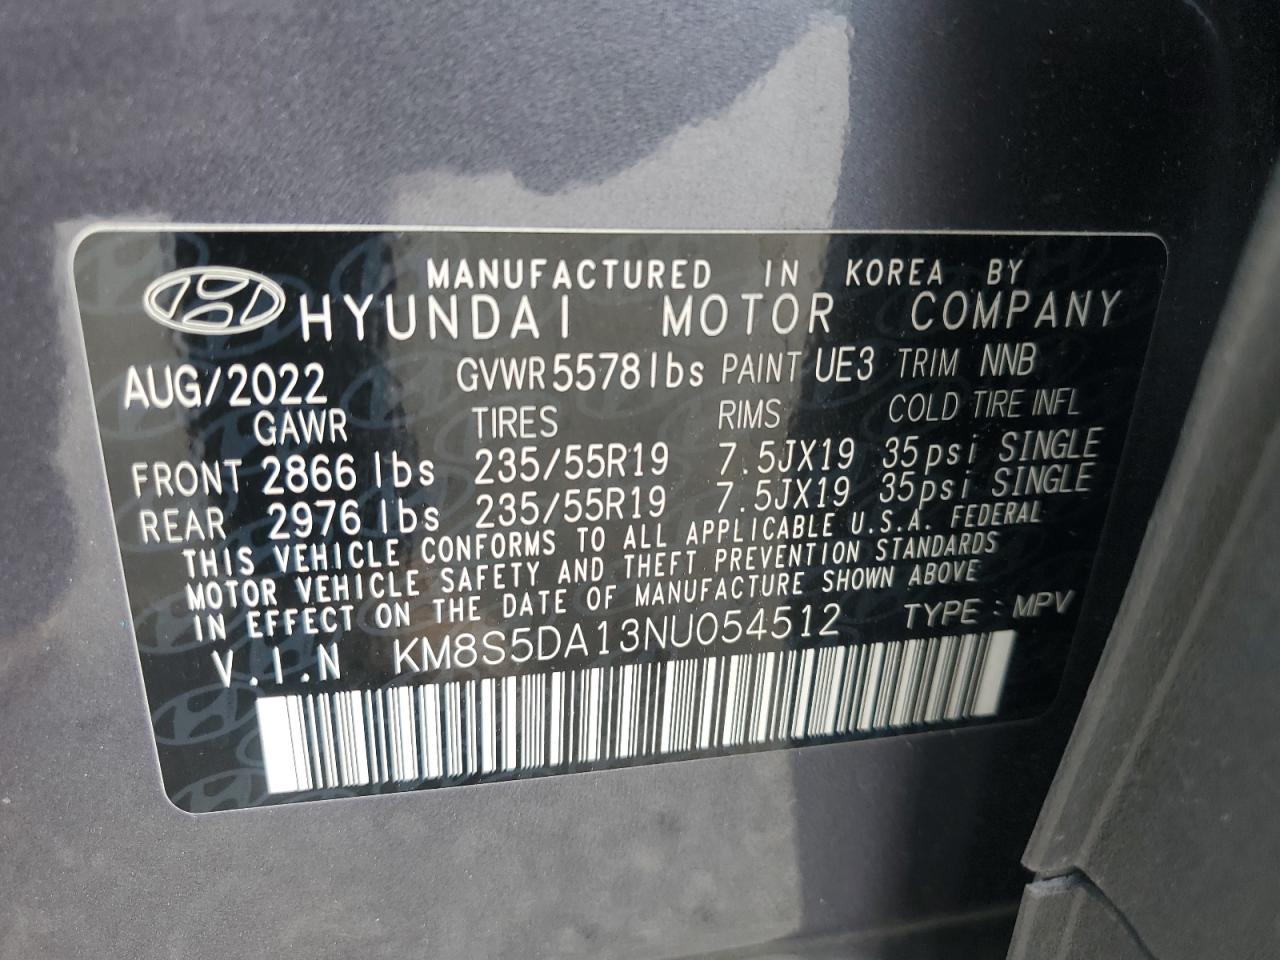 MANUFACTURED IN KOREA BY
HYUNDAI MOTOR COMPANY
AUG/2022 GVWR 5578 lbs PAINT UE3 TRIM NNB
GAWR TIRES RIMS COLD TIRE INFL
FRONT 2866 lbs 235/55R19 7.5JX19 35psi SINGLE
REAR 2976 lbs 235/55R19 7.5JX19 35psi SINGLE
THIS VEHICLE CONFORMS TO ALL APPLICABLE U.S.A. FEDERAL
MOTOR VEHICLE SAFETY AND THEFT PREVENTION STANDARDS
IN EFFECT ON THE DATE OF MANUFACTURE SHOWN ABOVE
V.I.N KM8S5DA13NU054512 TYPE : MPV